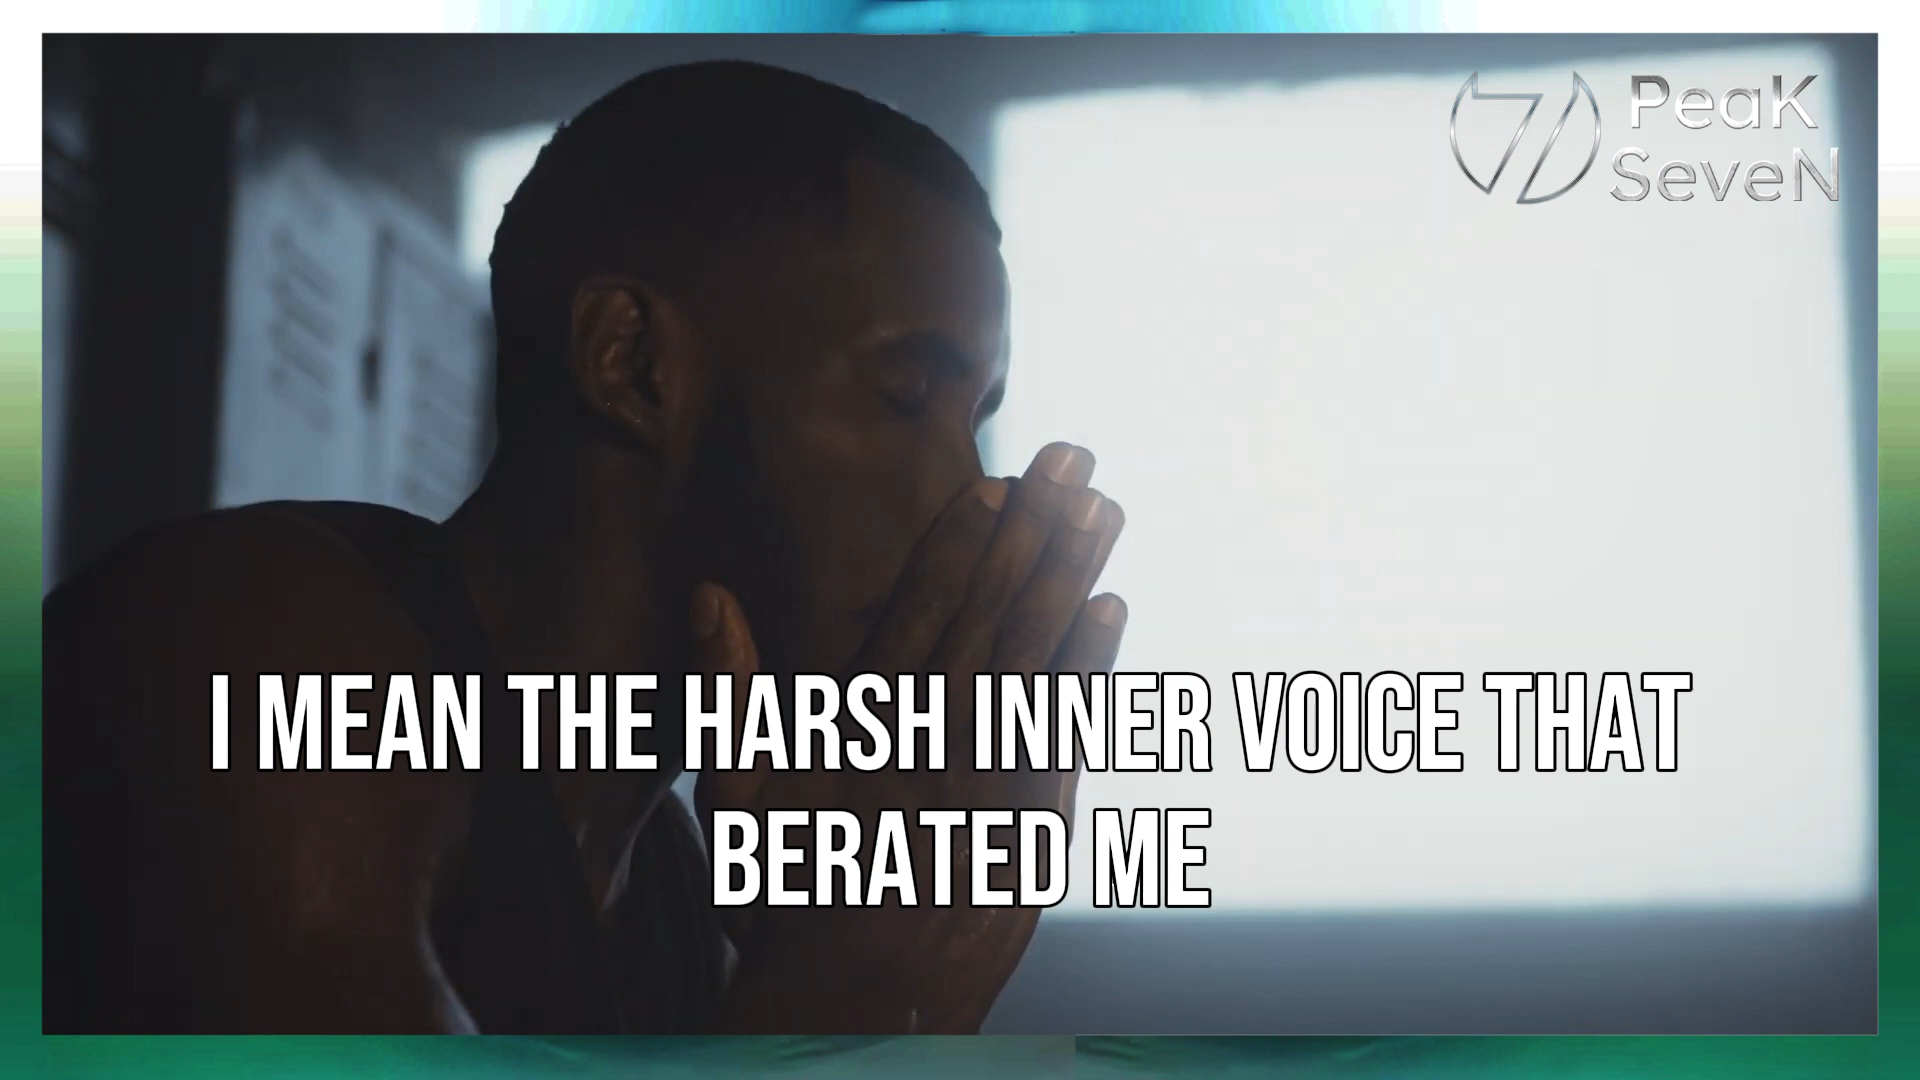 PeaK
SeveN
I MEAN THE HARSH INNER VOICE THAT
BERATED ME